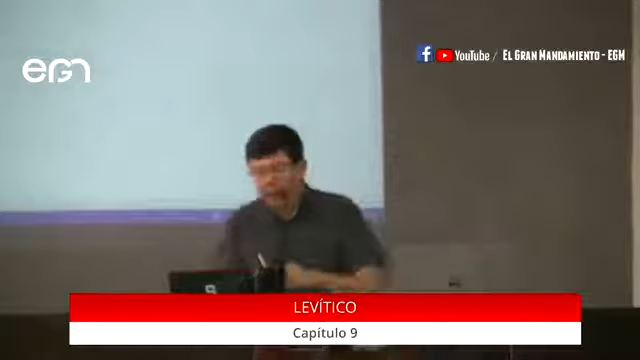 egm
YouTube / EL GRAN MANDAMIENTO - EGM
LEVÍTICO
Capítulo 9